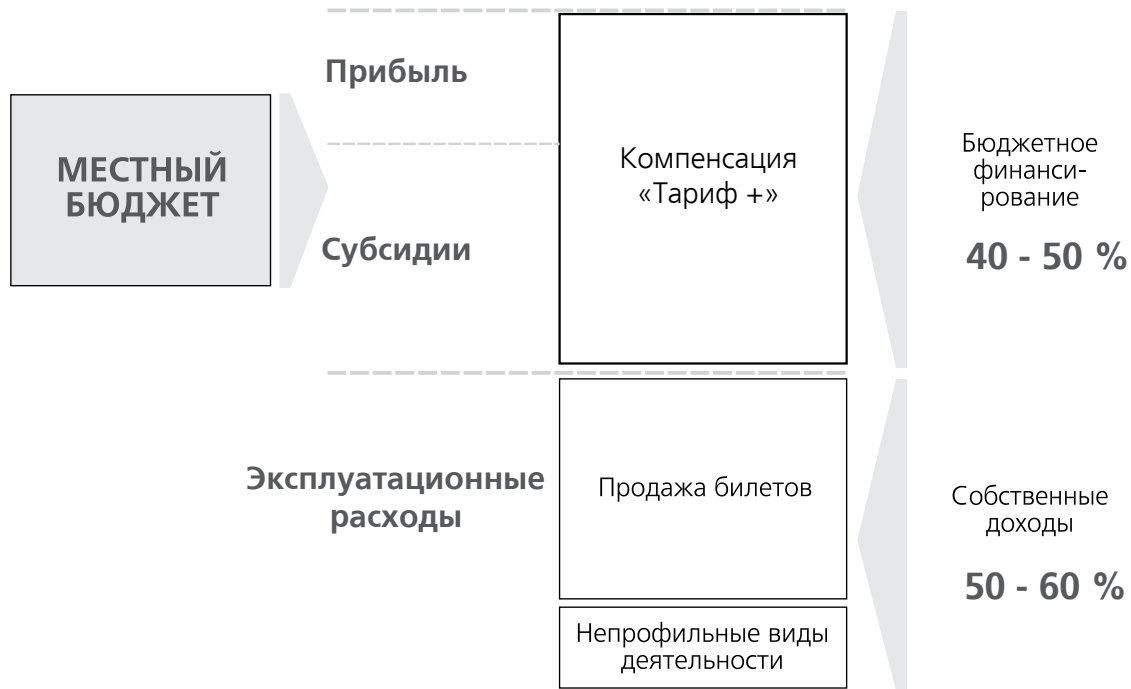 МЕСТНЫЙ
БЮДЖЕТ
Прибыль
Субсидии
Компенсация
«Тариф +»
Бюджетное
финанси-
рование
40 - 50 %
Эксплуатационные
расходы
Продажа билетов
Непрофильные виды
деятельности
Собственные
доходы
50 - 60 %